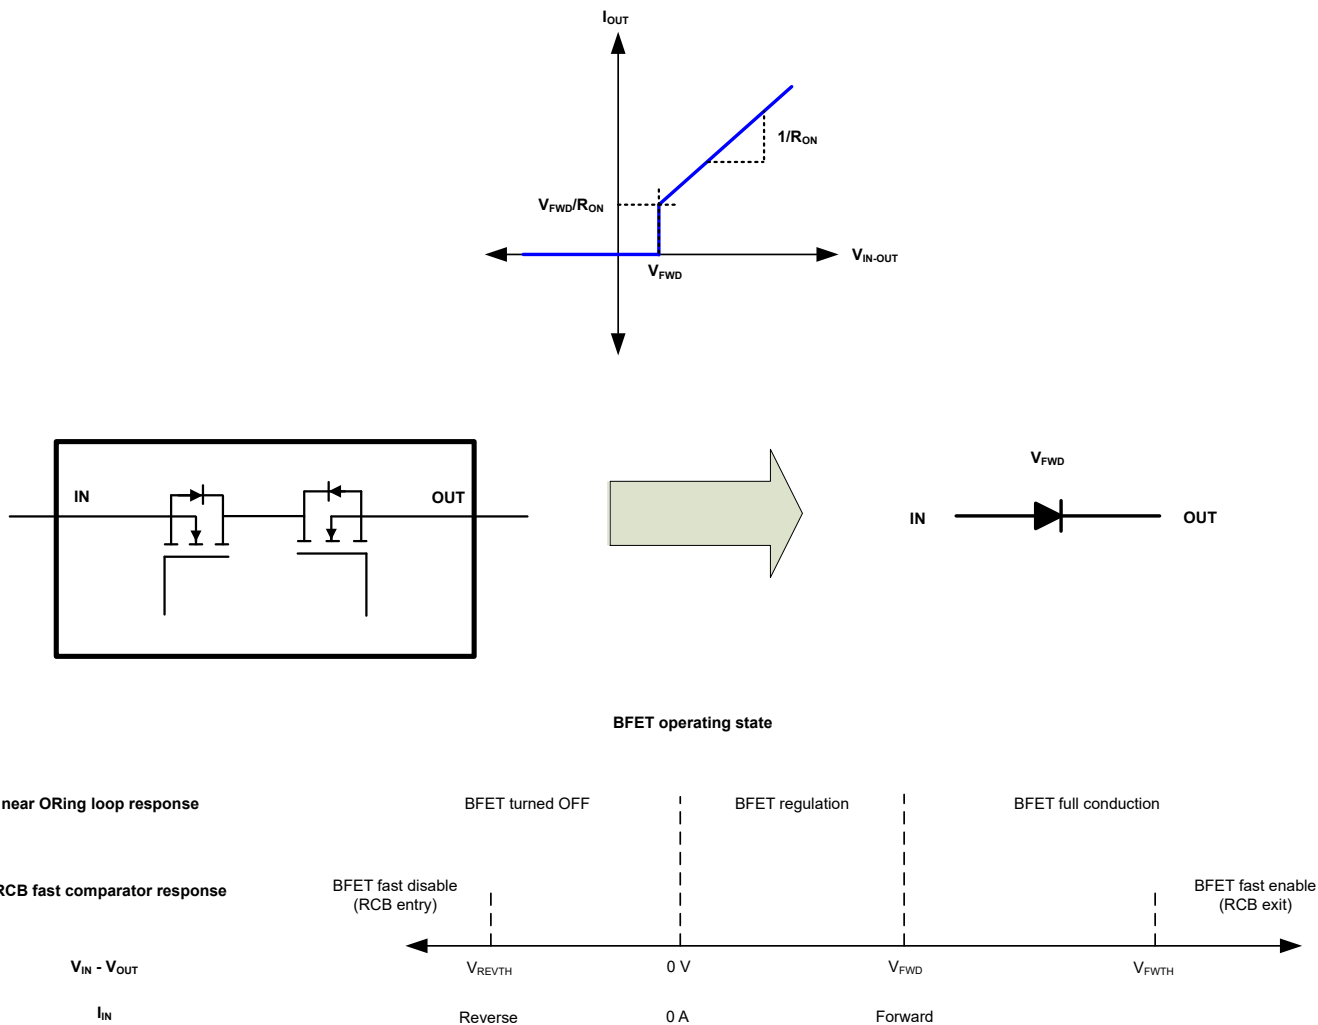 IOUT
1/RON
VFWD/RON
VIN-OUT
VFWD
VFWD
IN
OUT
IN
OUT
BFET operating state
near ORing loop response
BFET turned OFF
BFET regulation
BFET full conduction
RCB fast comparator response
BFET fast disable
(RCB entry)
BFET fast enable
(RCB exit)
VIN - VOUT
VREVTH
0 V
VFWD
VFWTH
IIN
Reverse
0 A
Forward